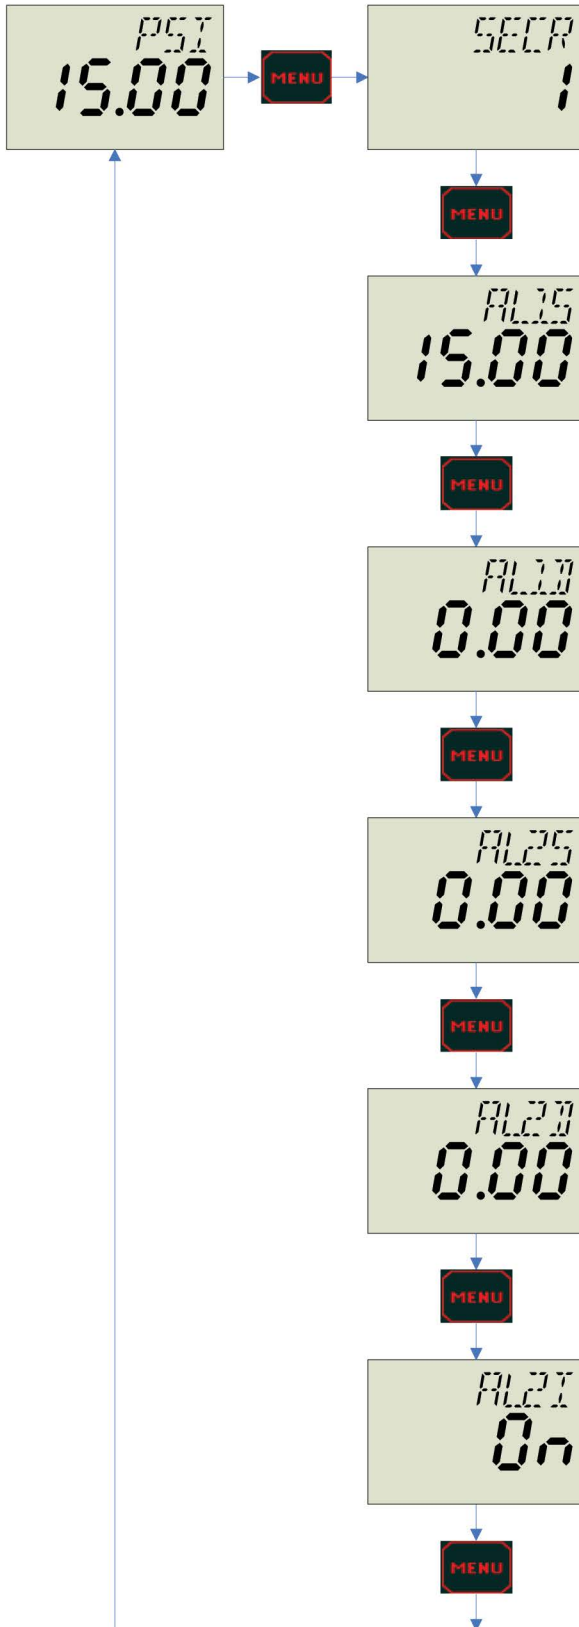 PSI
15.00
MENU
SECR
1
MENU
AL1S
15.00
MENU
AL1D
0.00
MENU
AL2S
0.00
MENU
AL2D
0.00
MENU
AL2I
On
MENU